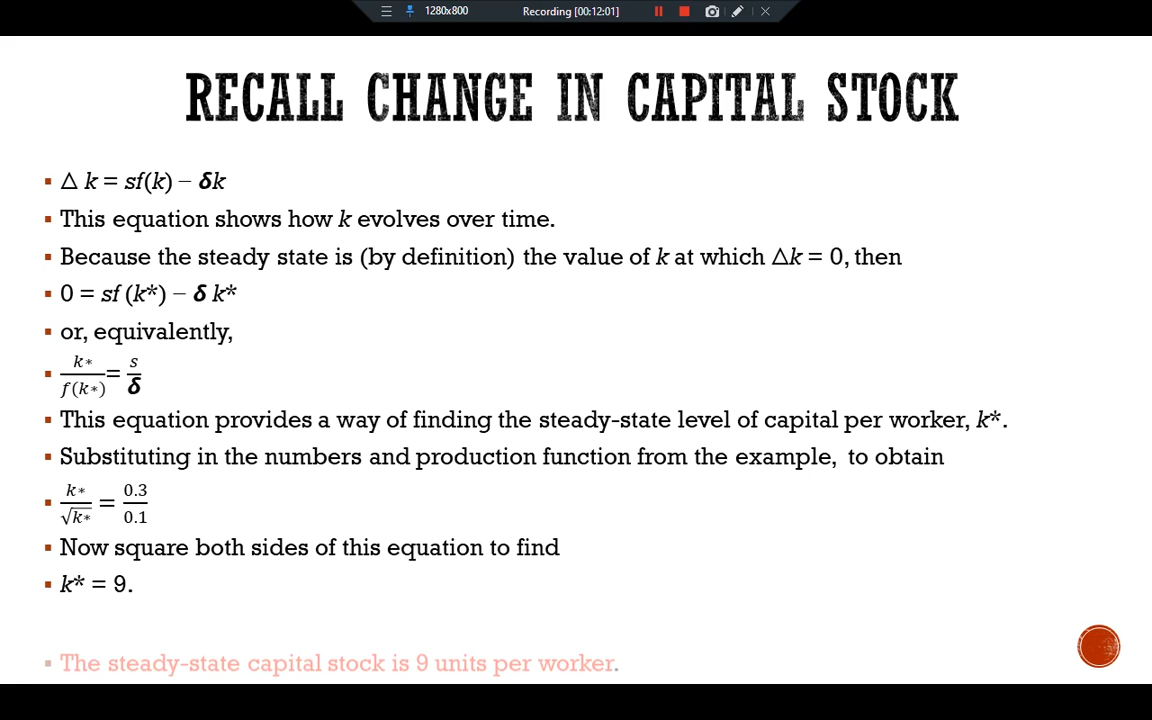 1280x800 Recording [00:12:01]
RECALL CHANGE IN CAPITAL STOCK
▪ △ k = sf(k) – δk
▪ This equation shows how k evolves over time.
▪ Because the steady state is (by definition) the value of k at which △k = 0, then
▪ 0 = sf (k*) – δ k*
▪ or, equivalently,
▪ k∗/f(k∗) = s/δ
▪ This equation provides a way of finding the steady-state level of capital per worker, k*.
▪ Substituting in the numbers and production function from the example, to obtain
▪ k∗/√k∗ = 0.3/0.1
▪ Now square both sides of this equation to find
▪ k* = 9.
▪ The steady-state capital stock is 9 units per worker.